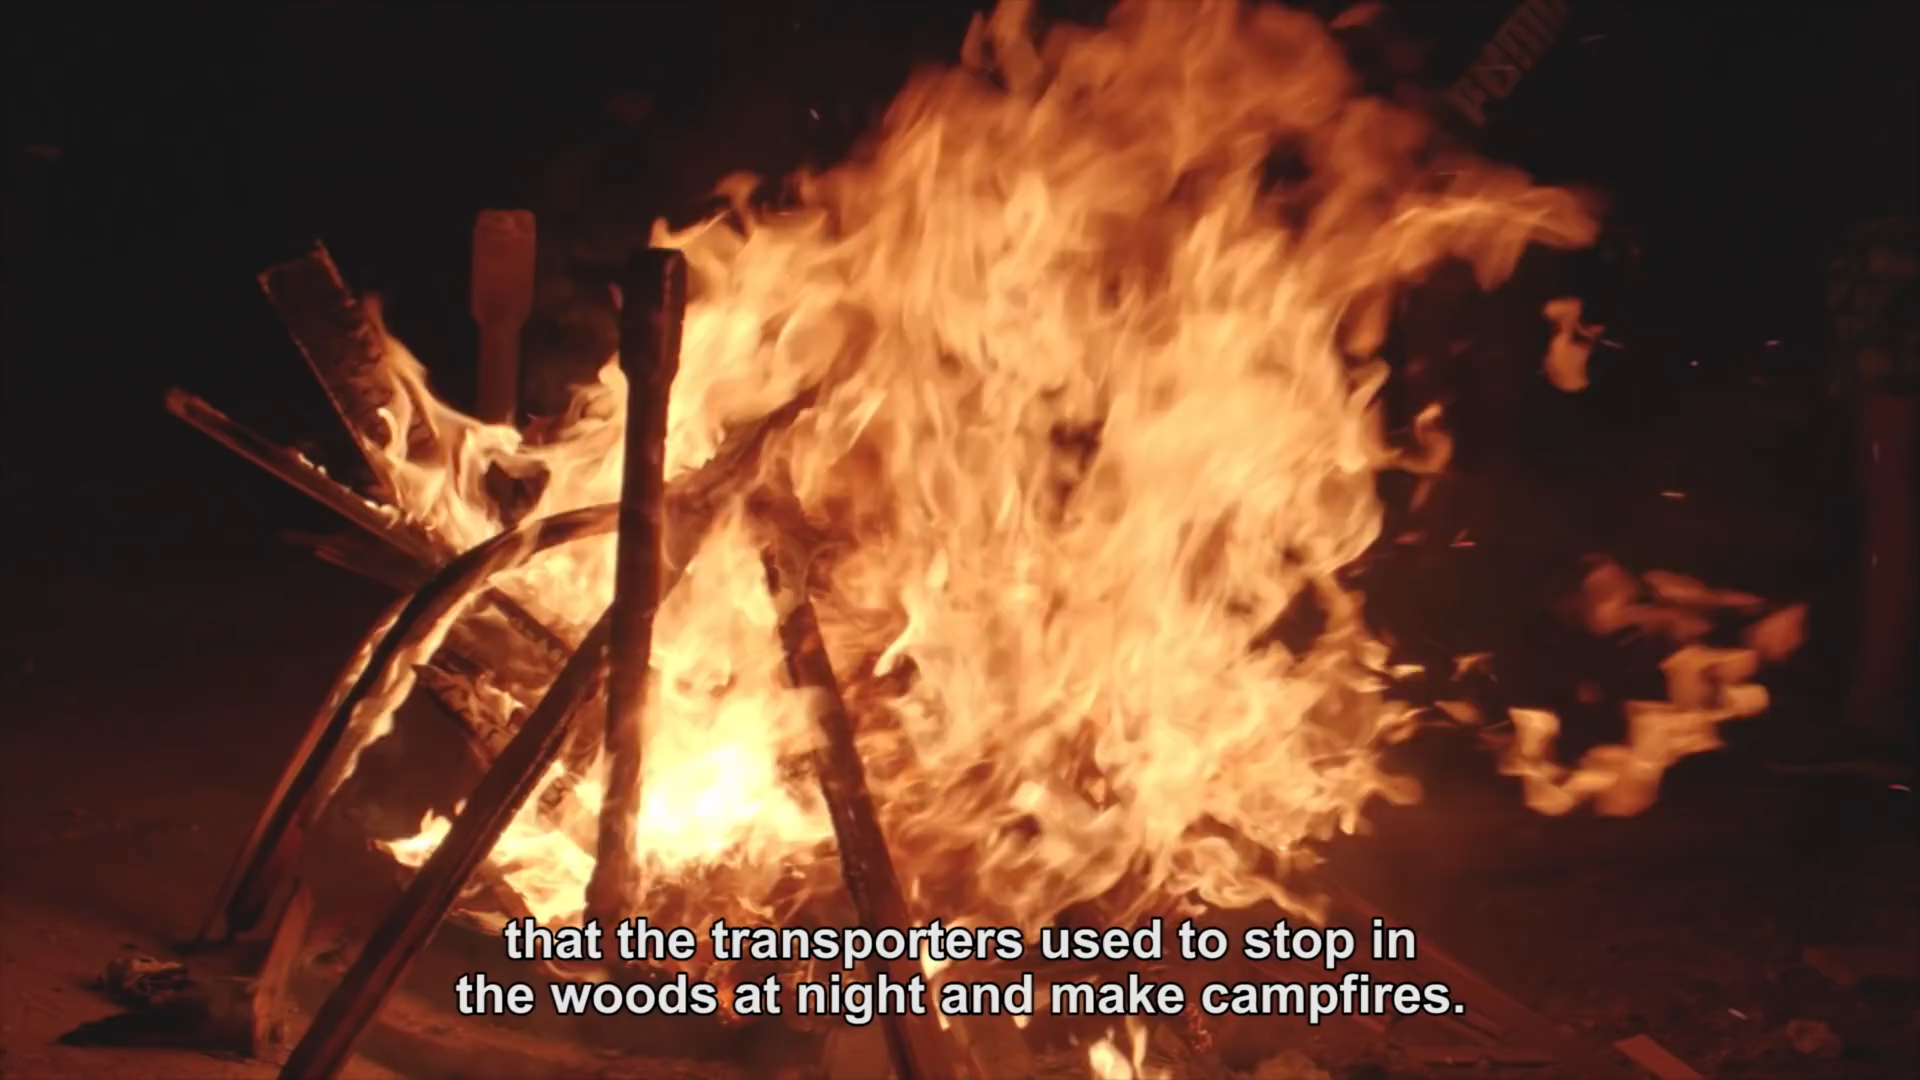 that the transporters used to stop in
the woods at night and make campfires.